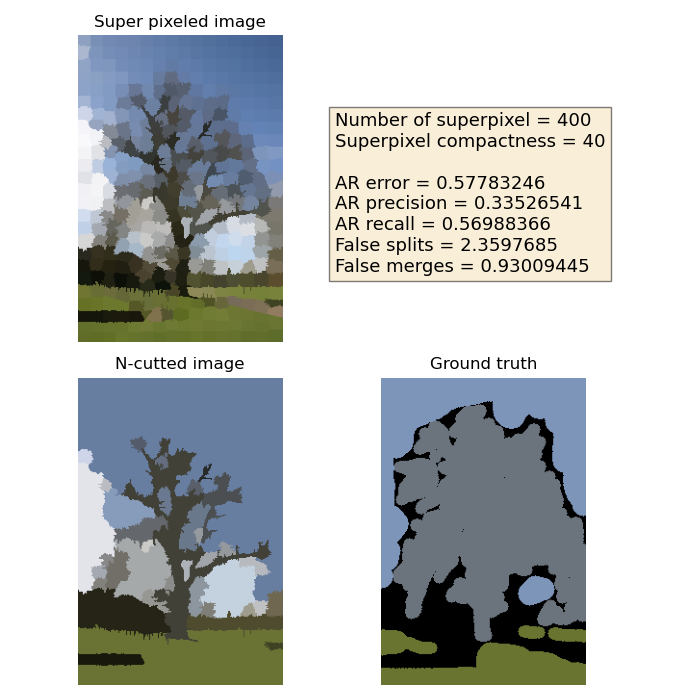 Super pixeled image
Number of superpixel = 400
Superpixel compactness = 40
AR error = 0.57783246
AR precision = 0.33526541
AR recall = 0.56988366
False splits = 2.3597685
False merges = 0.93009445
N-cutted image
Ground truth